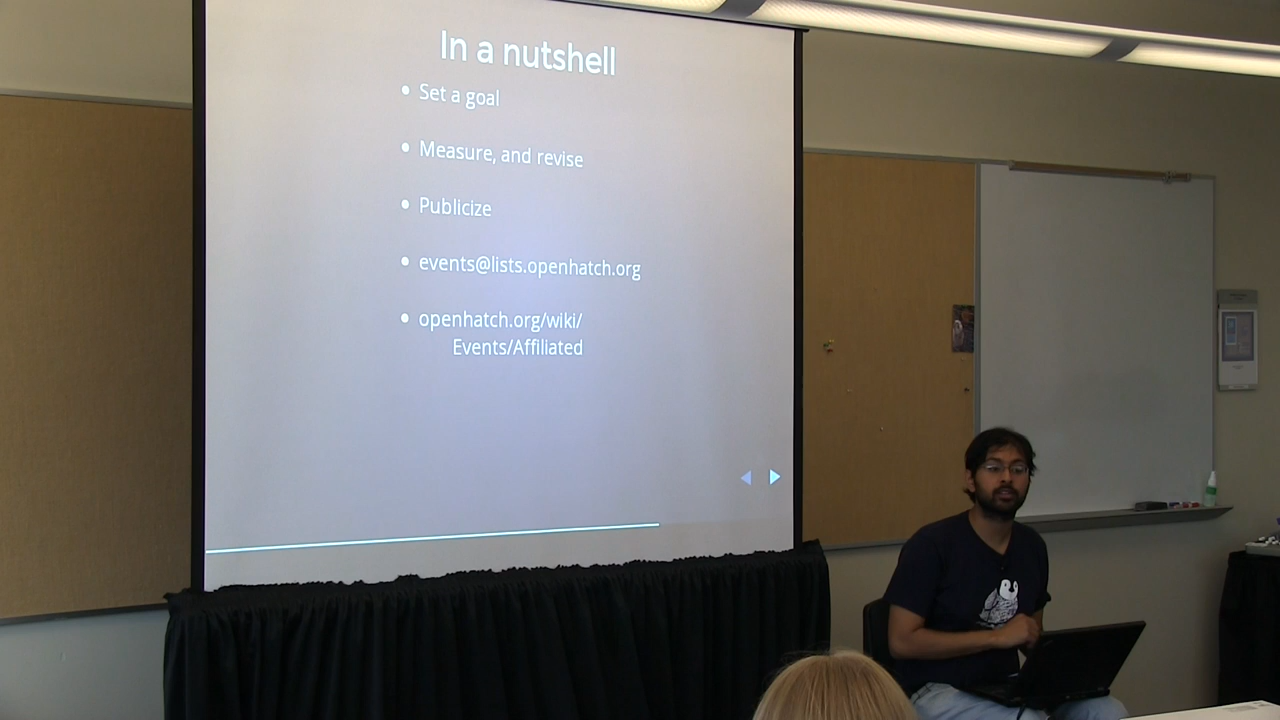 In a nutshell
• Set a goal
• Measure, and revise
• Publicize
• events@lists.openhatch.org
• openhatch.org/wiki/
Events/Affiliated